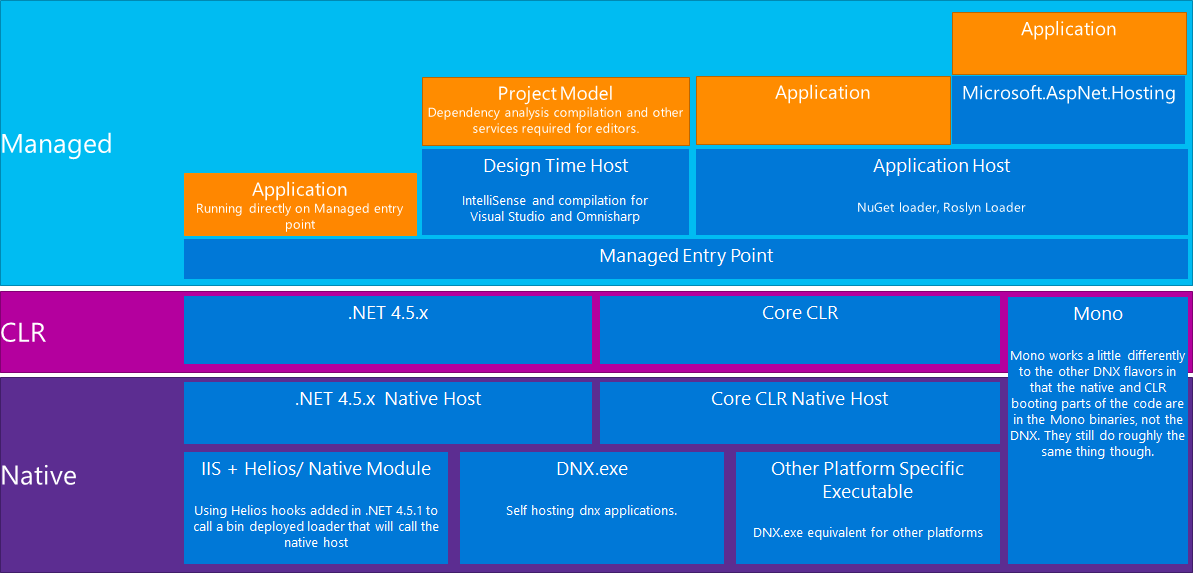 Managed
Application
Microsoft.AspNet.Hosting
Project Model
Dependency analysis compilation and other
services required for editors.
Application
Design Time Host
IntelliSense and compilation for
Visual Studio and Omnisharp
Application Host
NuGet loader, Roslyn Loader
Application
Running directly on Managed entry
point
Managed Entry Point
CLR
.NET 4.5.x
Core CLR
Mono
Mono works a little differently
to the other DNX flavors in
that the native and CLR
booting parts of the code are
in the Mono binaries, not the
DNX. They still do roughly the
same thing though.
Native
.NET 4.5.x Native Host
Core CLR Native Host
IIS + Helios/ Native Module
Using Helios hooks added in .NET 4.5.1 to
call a bin deployed loader that will call the
native host
DNX.exe
Self hosting dnx applications.
Other Platform Specific
Executable
DNX.exe equivalent for other platforms